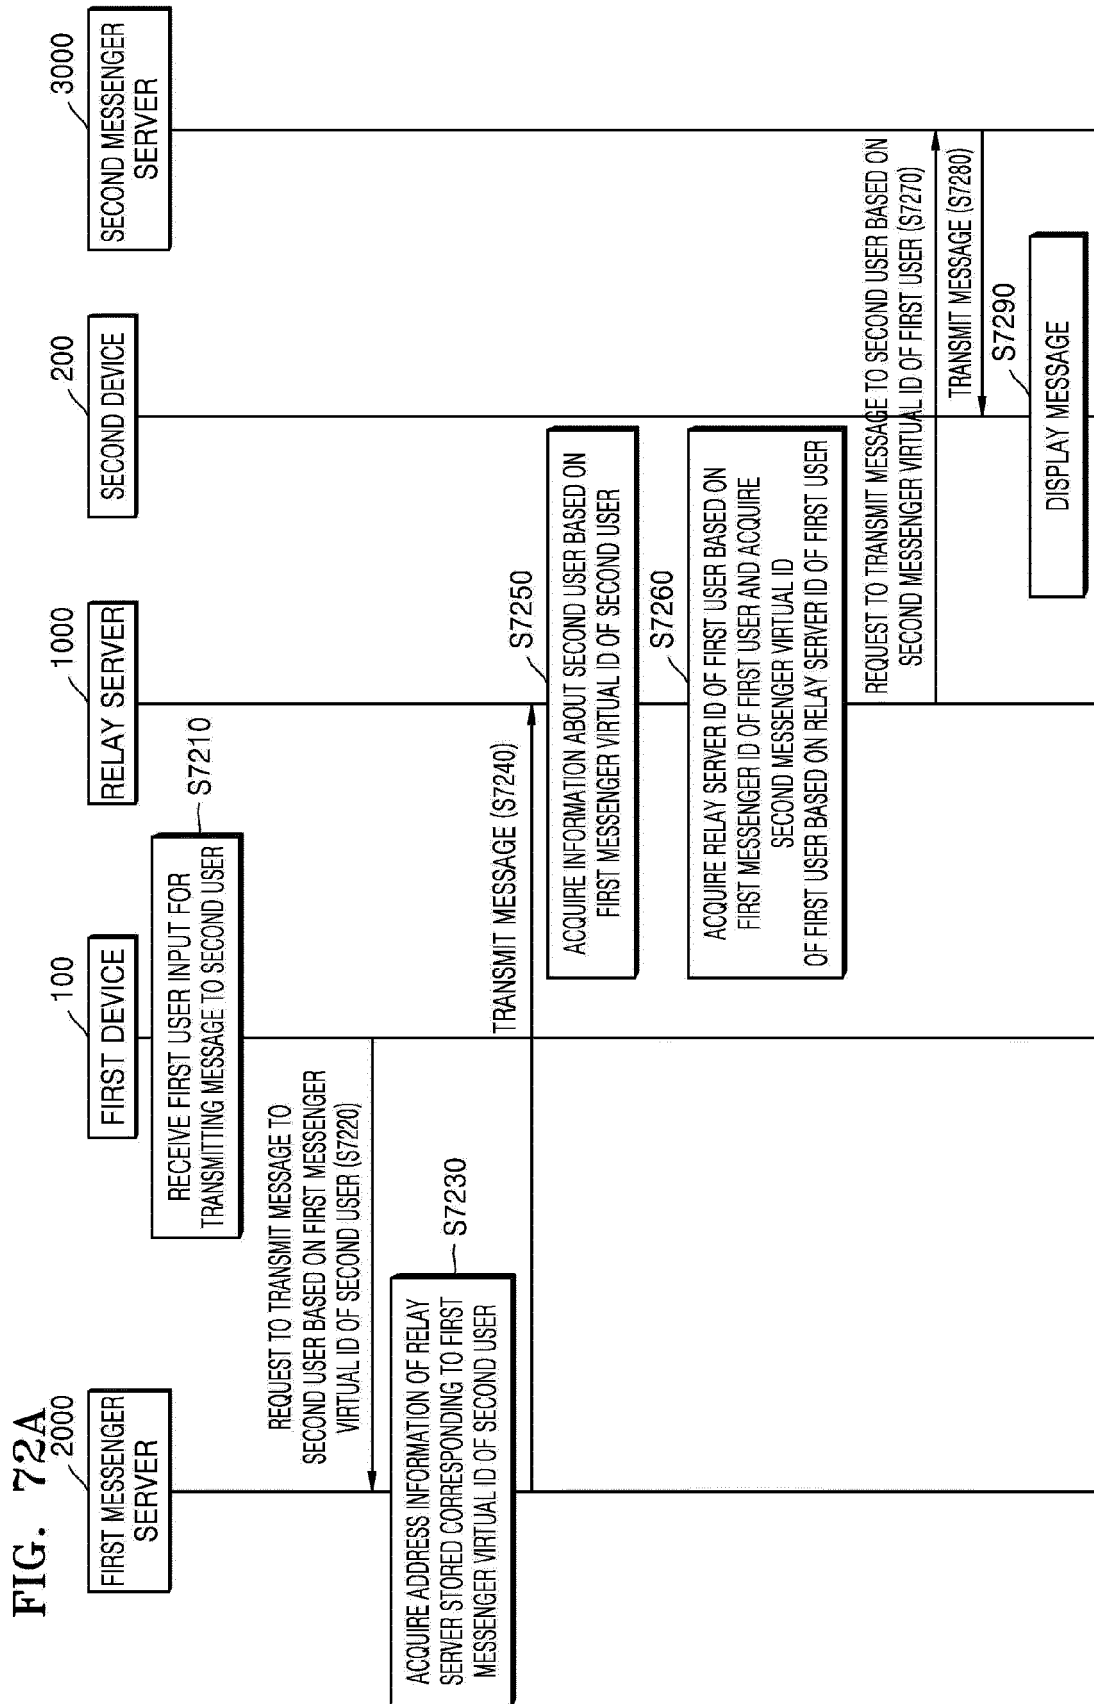 FIG. 72A
2000
FIRST MESSENGER
SERVER
100
FIRST DEVICE
1000
RELAY SERVER
200
SECOND DEVICE
3000
SECOND MESSENGER
SERVER
S7210
RECEIVE FIRST USER INPUT FOR
TRANSMITTING MESSAGE TO SECOND USER
REQUEST TO TRANSMIT MESSAGE TO
SECOND USER BASED ON FIRST MESSENGER
VIRTUAL ID OF SECOND USER (S7220)
S7230
ACQUIRE ADDRESS INFORMATION OF RELAY
SERVER STORED CORRESPONDING TO FIRST
MESSENGER VIRTUAL ID OF SECOND USER
TRANSMIT MESSAGE (S7240)
S7250
ACQUIRE INFORMATION ABOUT SECOND USER BASED ON
FIRST MESSENGER VIRTUAL ID OF SECOND USER
S7260
ACQUIRE RELAY SERVER ID OF FIRST USER BASED ON
FIRST MESSENGER ID OF FIRST USER AND ACQUIRE
SECOND MESSENGER VIRTUAL ID
OF FIRST USER BASED ON RELAY SERVER ID OF FIRST USER
REQUEST TO TRANSMIT MESSAGE TO SECOND USER BASED ON
SECOND MESSENGER VIRTUAL ID OF FIRST USER (S7270)
TRANSMIT MESSAGE (S7280)
S7290
DISPLAY MESSAGE